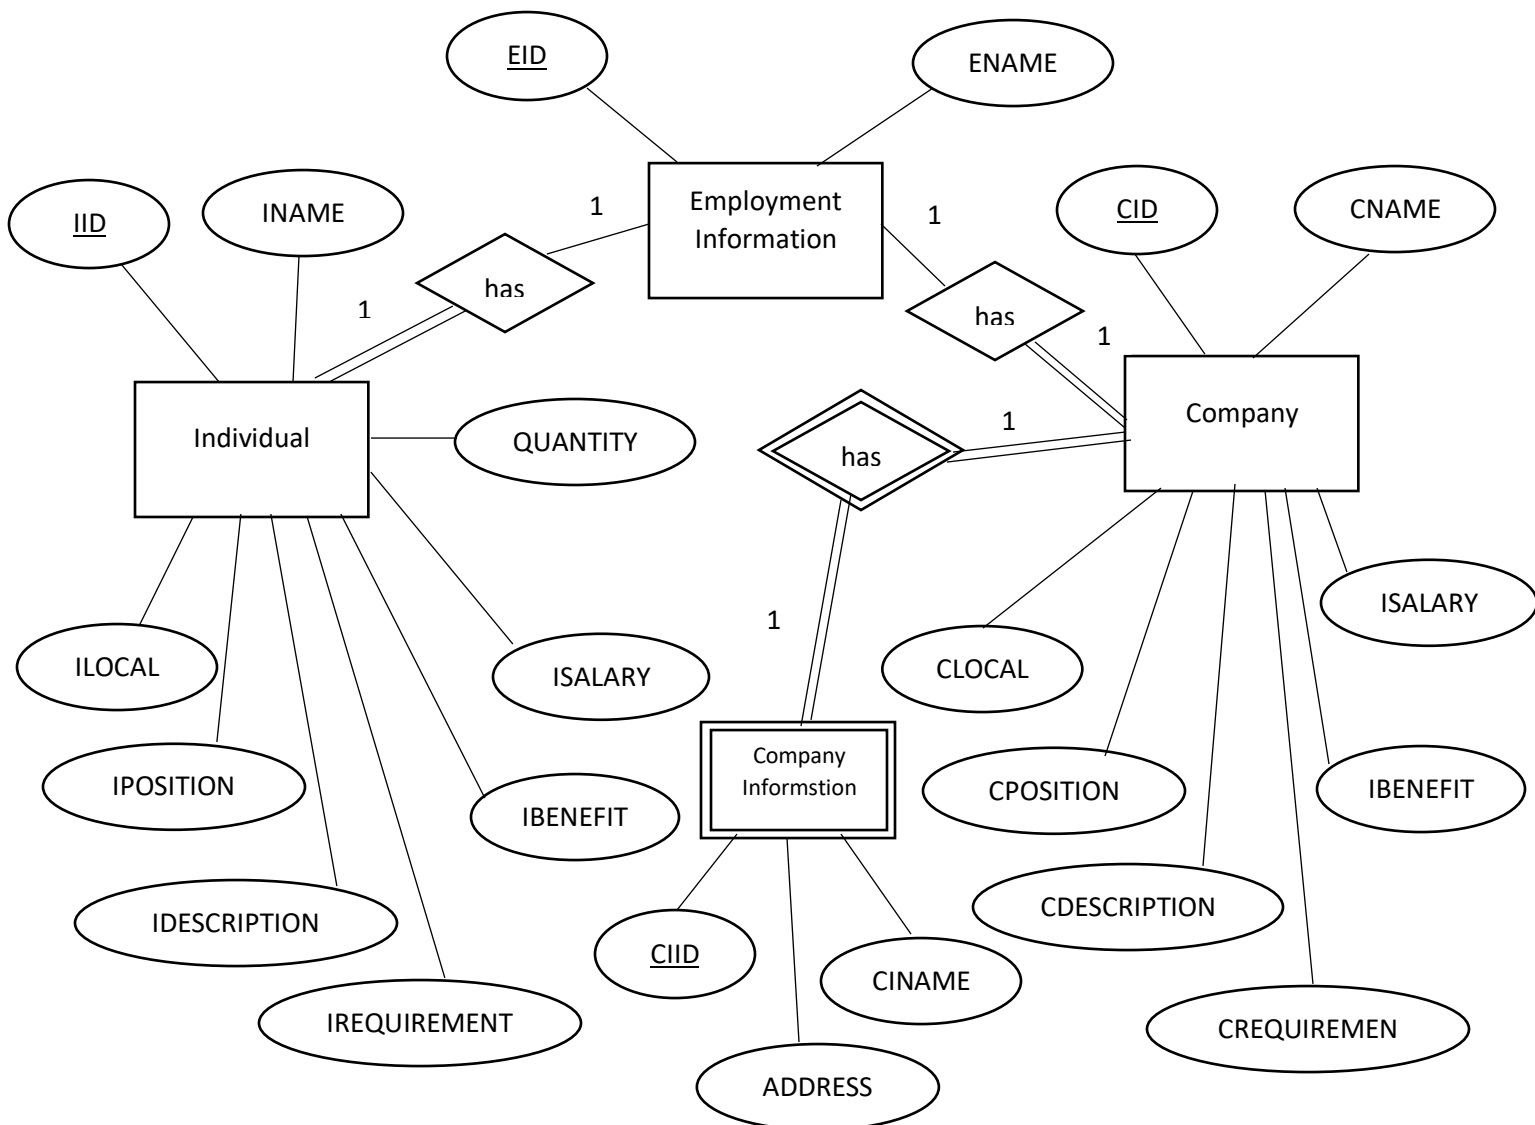 EID
ENAME
IID
INAME
1
Employment
Information
1
CID
CNAME
has
1
has
1
Individual
QUANTITY
has
1
Company
ILOCAL
ISALARY
1
CLOCAL
ISALARY
IPOSITION
IBENEFIT
Company
Informstion
CPOSITION
IBENEFIT
IDESCRIPTION
CIID
CINAME
CDESCRIPTION
IREQUIREMENT
ADDRESS
CREQUIREMEN